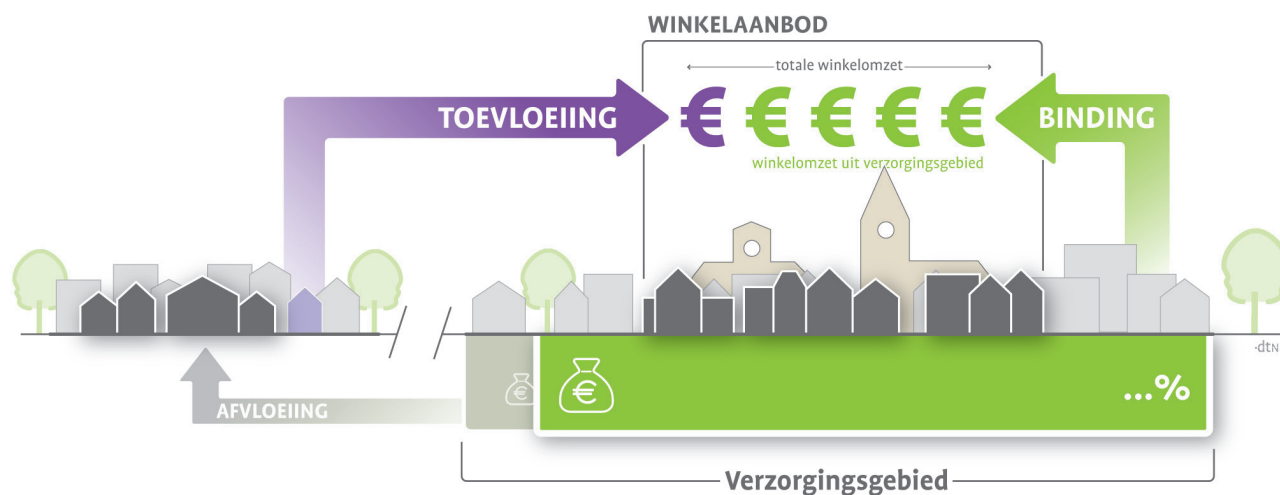 WINKELAANBOD
totale winkelomzet
TOEVLOEIING
€ € € € €
BINDING
winkelomzet uit verzorgingsgebied
·dtN
€
€
...%
AFVLOEIING
Verzorgingsgebied